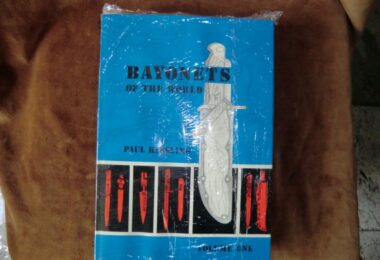 BAYONETS
OF THE WORLD
PAUL KIESLING
VOLUME ONE